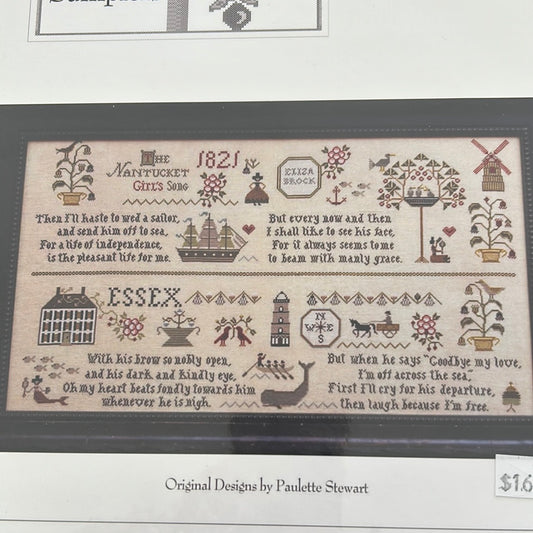 THE
NANTUCKET
GIRL'S SONG
1821
ELIZA
BROCK
Then I'll haste to wed a sailor,
and send him off to sea,
For a life of independence,
is the pleasant life for me.
But every now and then
I shall like to see his face,
For it always seems to me
to beam with manly grace.
ESSEX
N
W E
S
With his brow so nobly open,
and his dark and kindly eye,
Oh my heart beats fondly towards him
whenever he is nigh.
But when he says "Goodbye my love,
I'm off across the sea,"
First I'll cry for his departure,
then laugh because I'm free.
Original Designs by Paulette Stewart